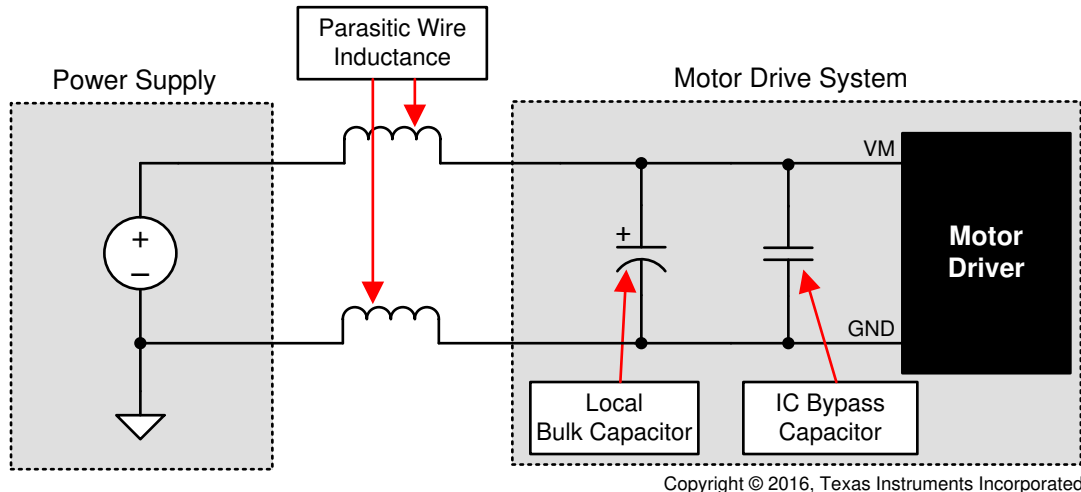 Parasitic Wire
Inductance
Power Supply
Motor Drive System
VM
+
–
+
Motor
Driver
GND
Local
Bulk Capacitor
IC Bypass
Capacitor
Copyright © 2016, Texas Instruments Incorporated